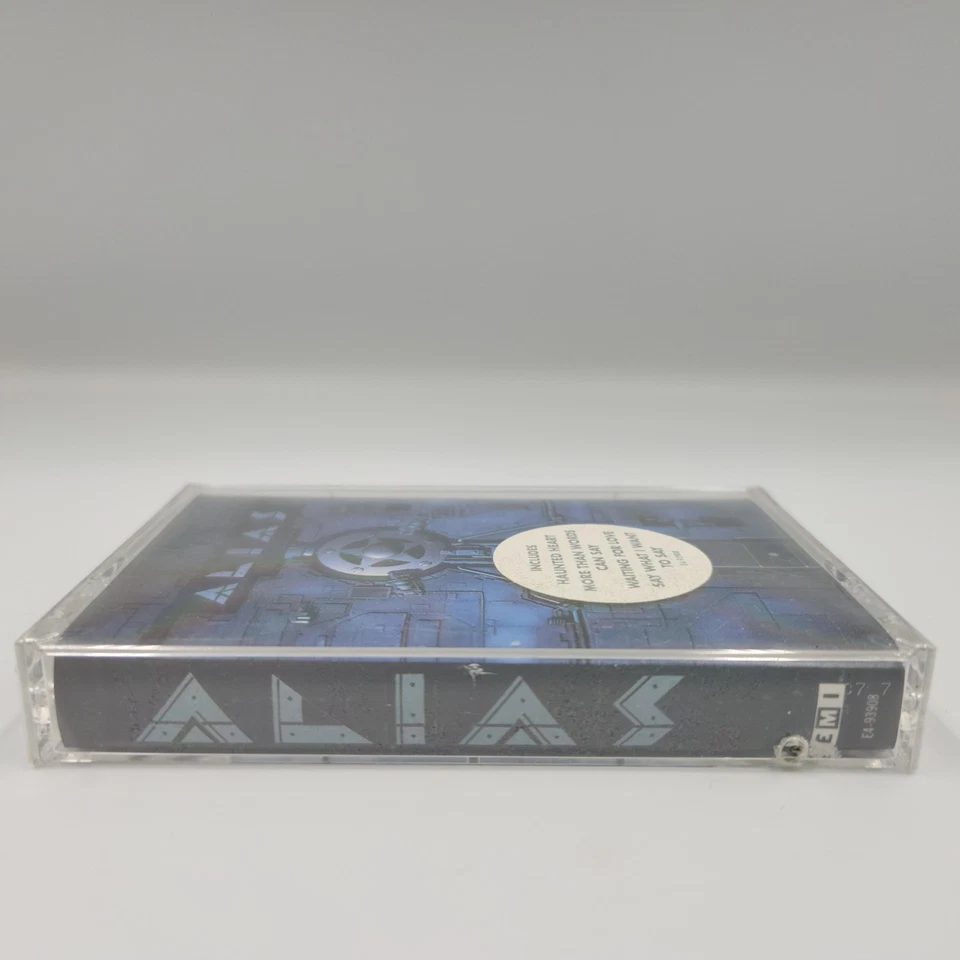 ALIAS
INCLUDES
HAUNTED HEART
MORE THAN WORDS
CAN SAY
WAITING FOR LOVE
SAY WHAT I WANT
TO SAY
ALIAS
EMI
E4-93908